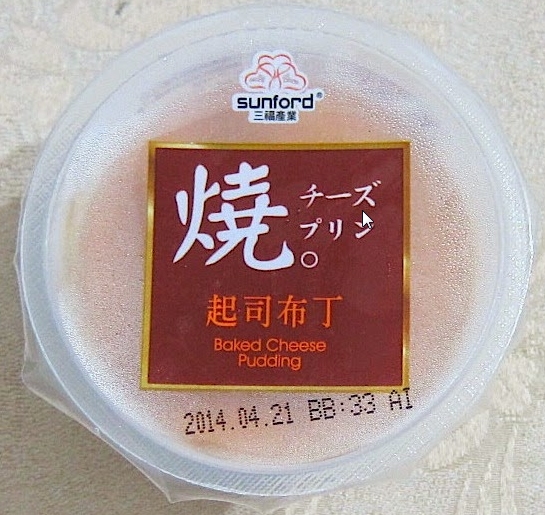 sunford®
三福產業
燒
チーズ
プリン
○
起司布丁
Baked Cheese
Pudding
2014.04.21 BB:33 AI